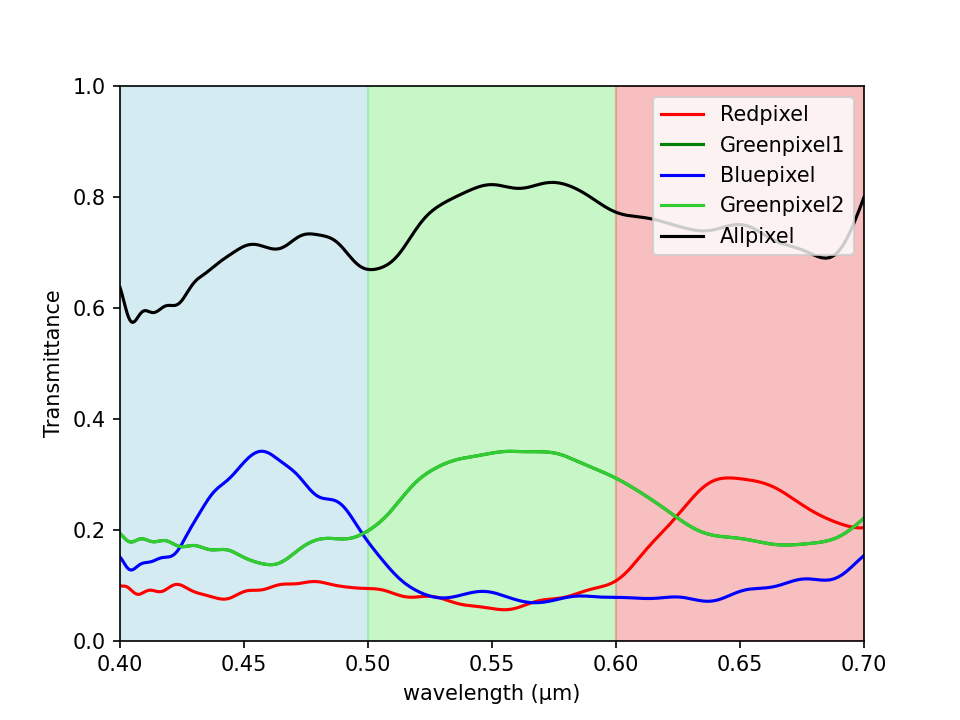 1.0
0.8
0.6
0.4
0.2
0.0
Transmittance
0.40 0.45 0.50 0.55 0.60 0.65 0.70
wavelength (μm)
Redpixel
Greenpixel1
Bluepixel
Greenpixel2
Allpixel